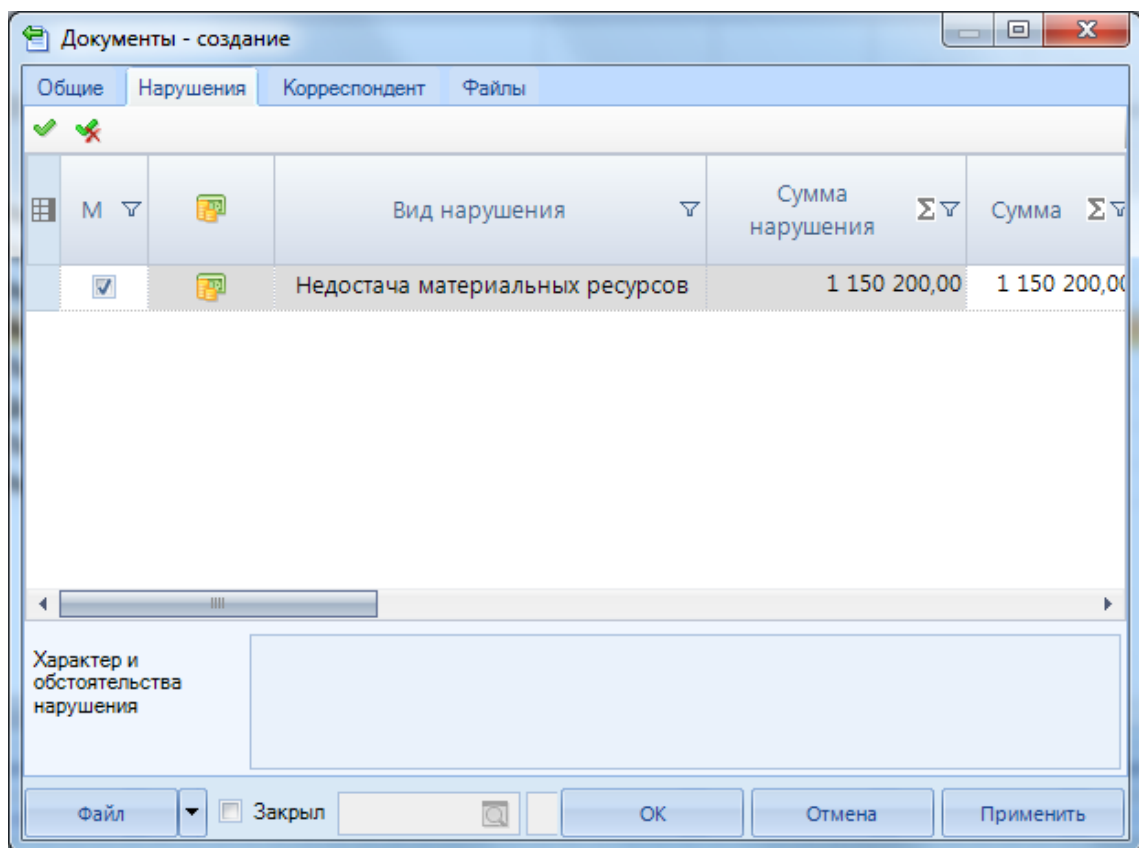 Документы - создание
Общие Нарушения Корреспондент Файлы
М Вид нарушения Сумма нарушения Σ Сумма Σ
Недостача материальных ресурсов 1 150 200,00 1 150 200,00
Характер и
обстоятельства
нарушения
Файл Закрыл ОК Отмена Применить